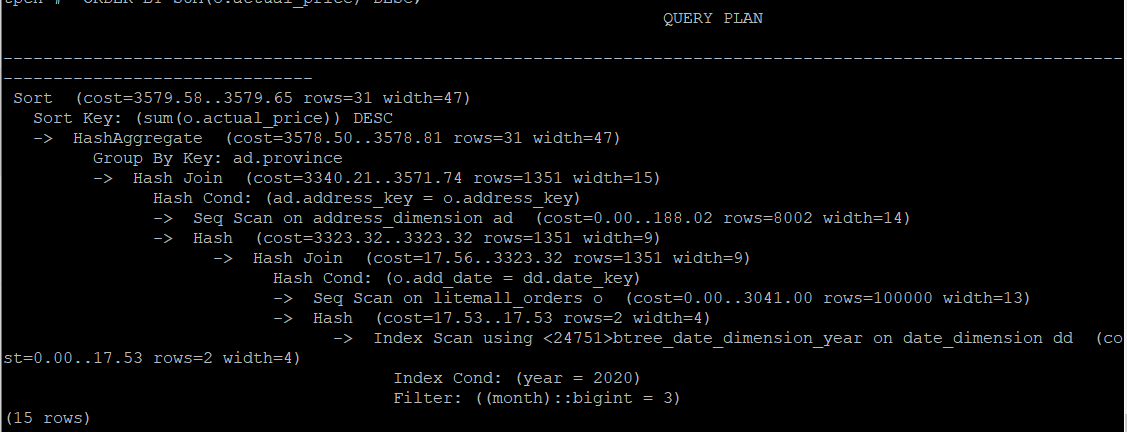 tpch-# ORDER BY SUM(o.actual_price) DESC;
QUERY PLAN
------------------------------------------------------------------------------------------------------------------
-------------------------------
Sort (cost=3579.58..3579.65 rows=31 width=47)
Sort Key: (sum(o.actual_price)) DESC
-> HashAggregate (cost=3578.50..3578.81 rows=31 width=47)
Group By Key: ad.province
-> Hash Join (cost=3340.21..3571.74 rows=1351 width=15)
Hash Cond: (ad.address_key = o.address_key)
-> Seq Scan on address_dimension ad (cost=0.00..188.02 rows=8002 width=14)
-> Hash (cost=3323.32..3323.32 rows=1351 width=9)
-> Hash Join (cost=17.56..3323.32 rows=1351 width=9)
Hash Cond: (o.add_date = dd.date_key)
-> Seq Scan on litemall_orders o (cost=0.00..3041.00 rows=100000 width=13)
-> Hash (cost=17.53..17.53 rows=2 width=4)
-> Index Scan using <24751>btree_date_dimension_year on date_dimension dd (co
st=0.00..17.53 rows=2 width=4)
Index Cond: (year = 2020)
Filter: ((month)::bigint = 3)
(15 rows)